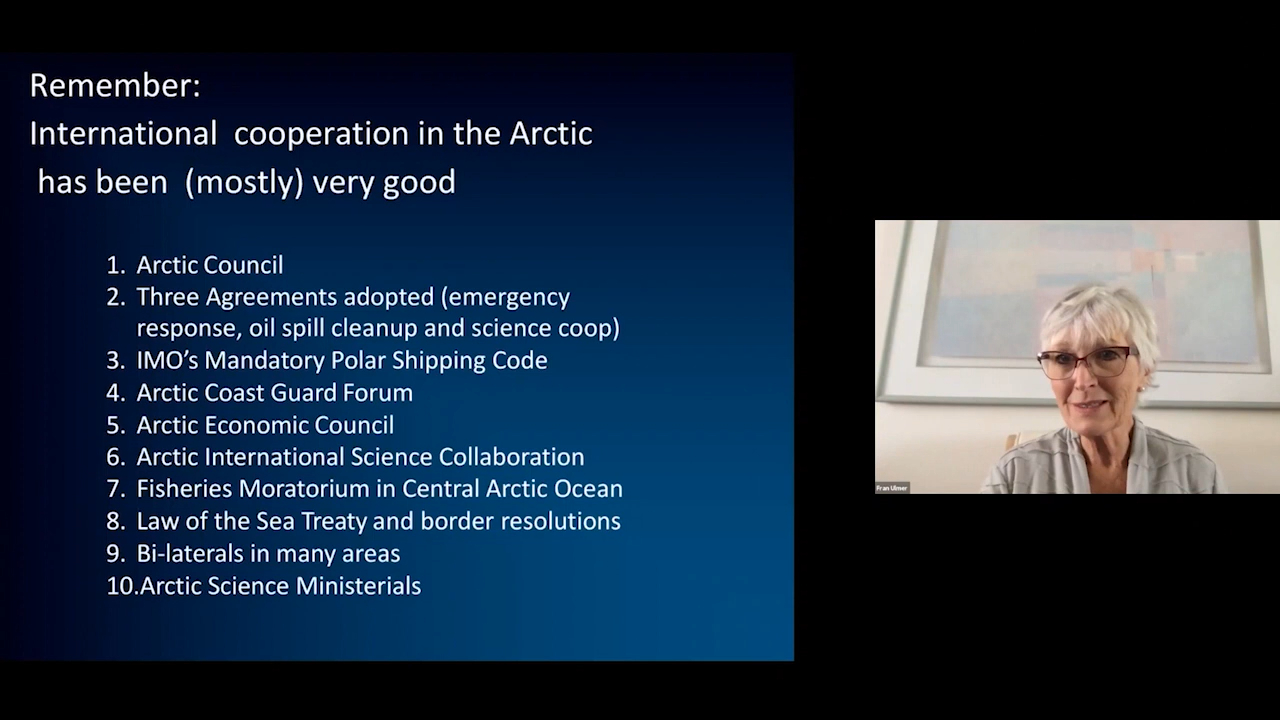 Remember:
International cooperation in the Arctic
has been (mostly) very good
1. Arctic Council
2. Three Agreements adopted (emergency
response, oil spill cleanup and science coop)
3. IMO’s Mandatory Polar Shipping Code
4. Arctic Coast Guard Forum
5. Arctic Economic Council
6. Arctic International Science Collaboration
7. Fisheries Moratorium in Central Arctic Ocean
8. Law of the Sea Treaty and border resolutions
9. Bi-laterals in many areas
10.Arctic Science Ministerials
Fran Ulmer